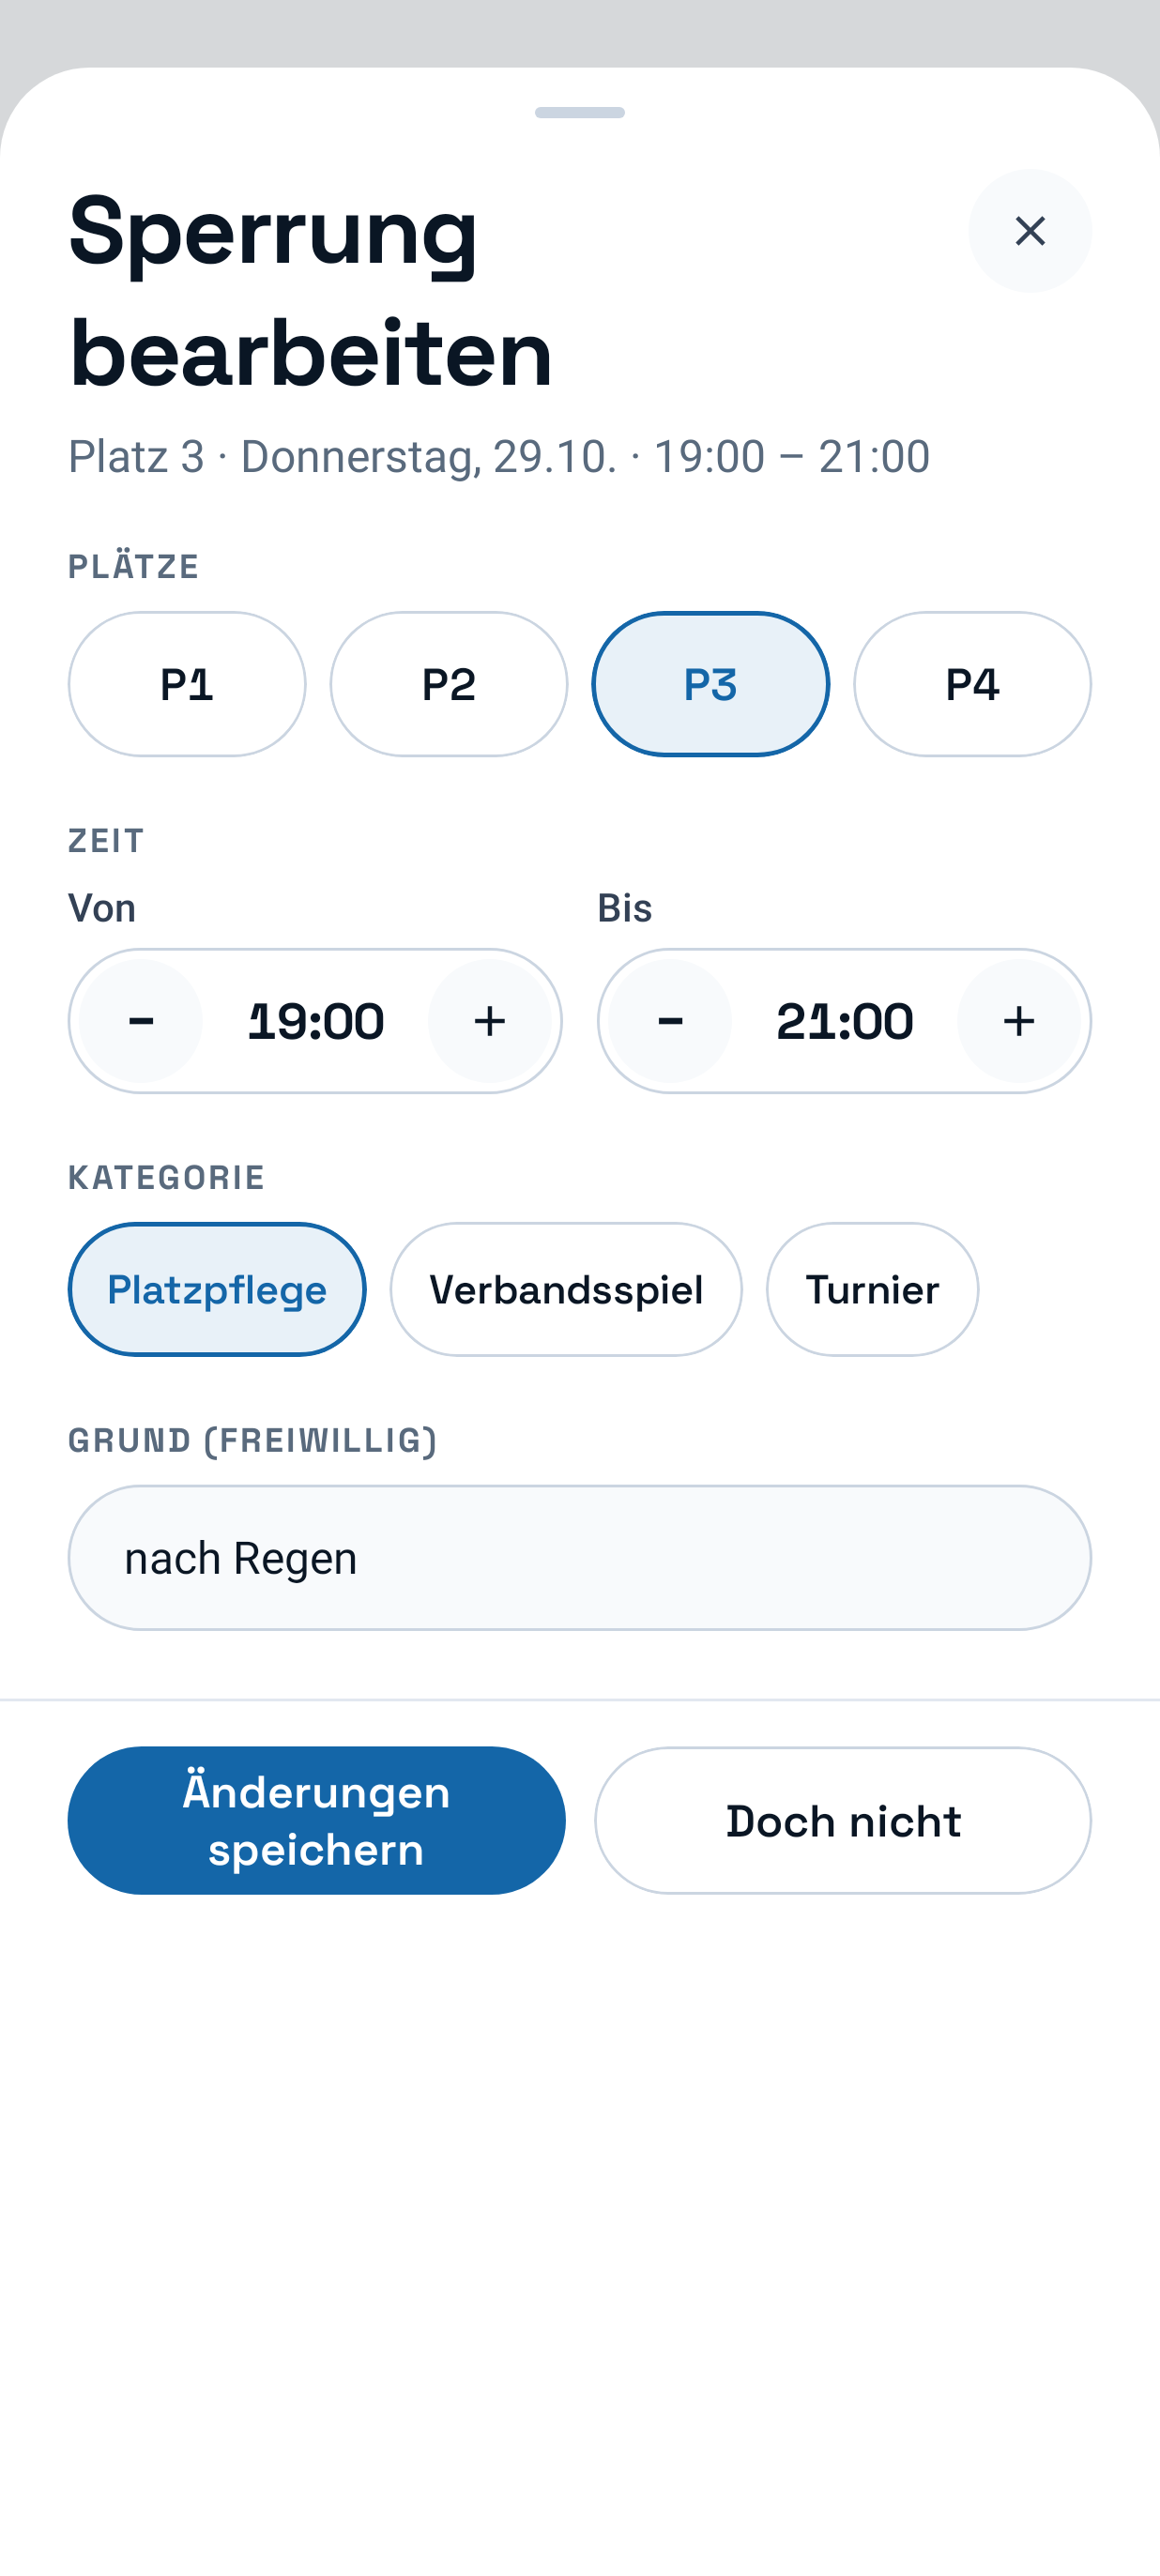 Sperrung
bearbeiten
Platz 3 · Donnerstag, 29.10. · 19:00 – 21:00
PLÄTZE
P1 P2 P3 P4
ZEIT
Von Bis
− 19:00 + − 21:00 +
KATEGORIE
Platzpflege Verbandsspiel Turnier
GRUND (FREIWILLIG)
nach Regen
Änderungen
speichern
Doch nicht